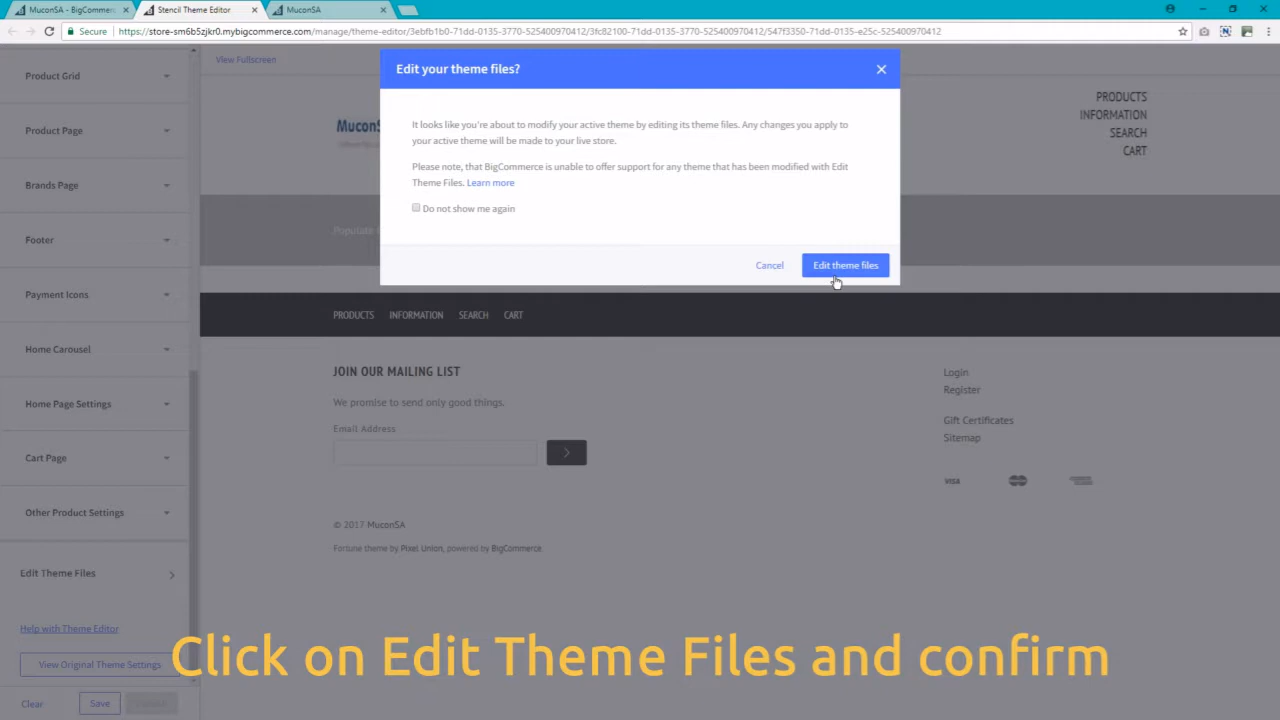 MuconSA - BigCommerc
Stencil Theme Editor
MuconSA
Secure
https://store-sm6b5zjkr0.mybigcommerce.com/manage/theme-editor/3ebfb1b0-71dd-0135-3770-525400970412/3fc82100-71dd-0135-3770-525400970412/547f3350-71dd-0135-e25c-525400970412
Product Grid
Product Page
Brands Page
Footer
Payment Icons
Home Carousel
Home Page Settings
Cart Page
Other Product Settings
Edit Theme Files
Help with Theme Editor
View Original Theme Settings
Clear
Save
View Fullscreen
MuconS
PRODUCTS
INFORMATION
SEARCH
CART
Populate
Edit your theme files?
It looks like you're about to modify your active theme by editing its theme files. Any changes you apply to
your active theme will be made to your live store.
Please note, that BigCommerce is unable to offer support for any theme that has been modified with Edit
Theme Files. Learn more
Do not show me again
Cancel
Edit theme files
PRODUCTS INFORMATION SEARCH CART
JOIN OUR MAILING LIST
We promise to send only good things.
Email Address
Login
Register
Gift Certificates
Sitemap
VISA
© 2017 MuconSA
Fortune theme by Pixel Union, powered by BigCommerce.
Click on Edit Theme Files and confirm